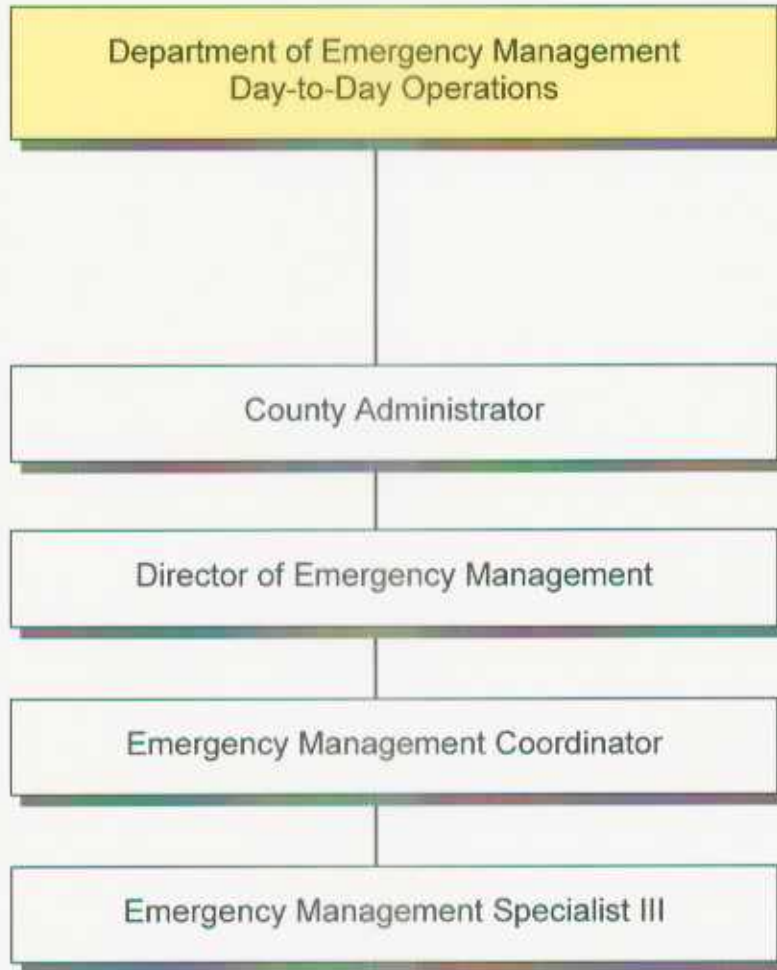 Department of Emergency Management
Day-to-Day Operations
County Administrator
Director of Emergency Management
Emergency Management Coordinator
Emergency Management Specialist III